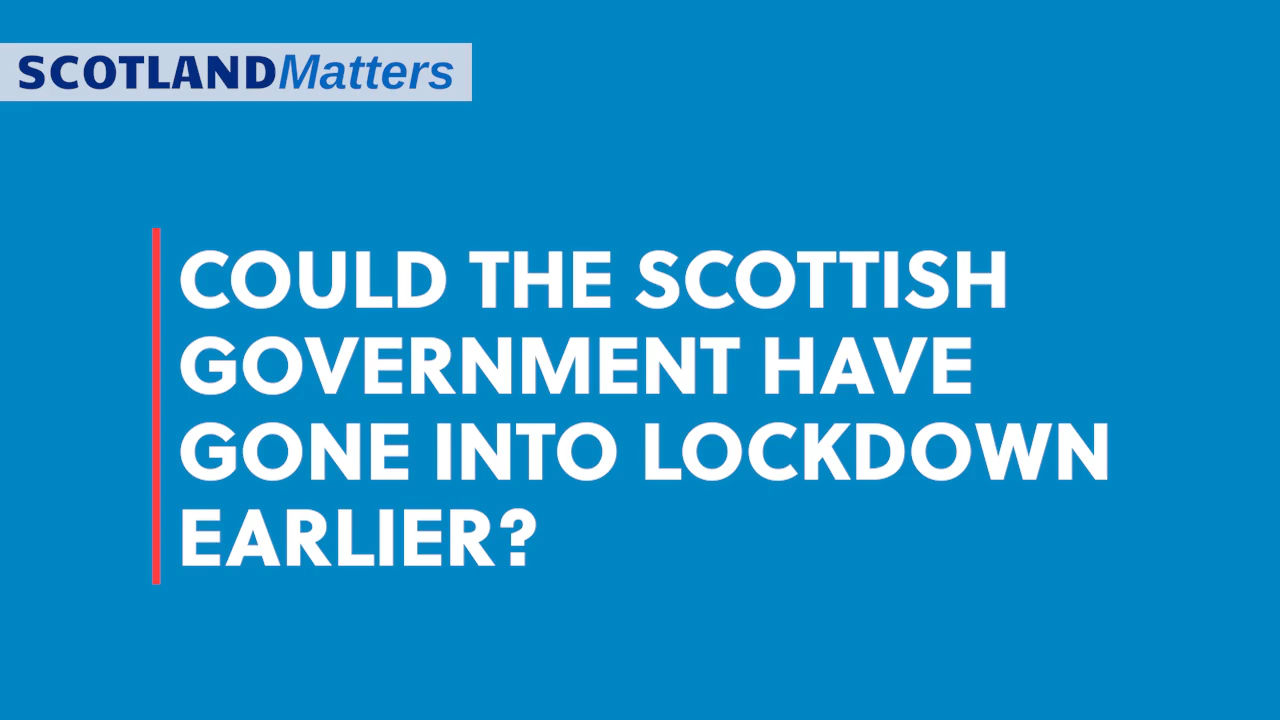 SCOTLANDMatters
COULD THE SCOTTISH
GOVERNMENT HAVE
GONE INTO LOCKDOWN
EARLIER?